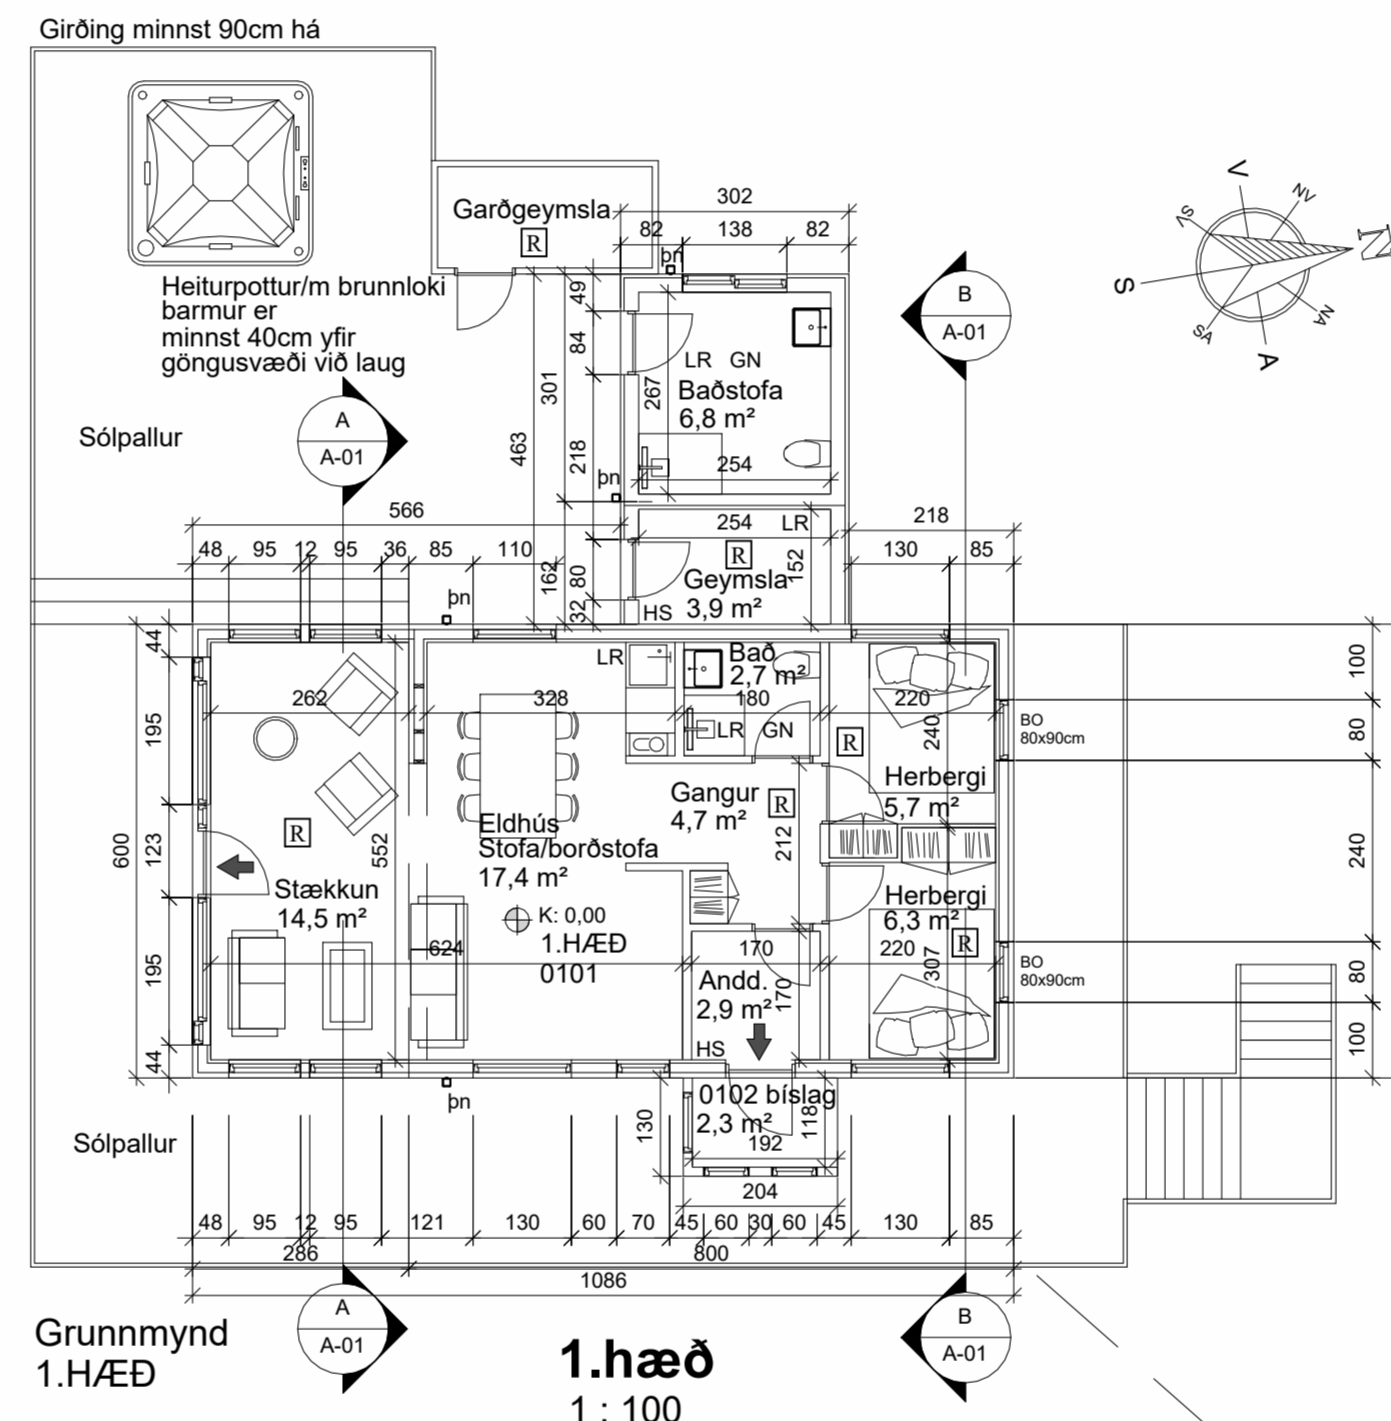 Girðing minnst 90cm há
Garðgeymsla
R
302
82 138 82
þn
V
NV
SV
N
S
NA
SA
A
Heiturpottur/m brunnloki
barmur er
minnst 40cm yfir
göngusvæði við laug
49
84
301
463
218
267
LR GN
Baðstofa
6,8 m²
254
B
A-01
Sólpallur
A
A-01
þn
566
254 LR
218
48 95 12 95 36 85 110
162
80
32
R
152
Geymsla
HS 3,9 m²
130 85
þn
44
195
123
195
44
600
LR
Bað
2,7 m²
262
328
180
220
LR GN
R
240
BO
80x90cm
Herbergi
5,7 m²
Gangur
4,7 m²
R
212
R
552
Eldhús
Stofa/borðstofa
17,4 m²
Stækkun
14,5 m²
K: 0,00
1.HÆÐ
0101
624
Herbergi
6,3 m²
R
170
220
307
BO
80x90cm
Andd.
2,9 m²
170
HS
100
80
240
80
100
þn
0102 bíslag
2,3 m²
130
118
192
204
Sólpallur
48 95 12 95 121 130 60 70 45 60 30 60 45 130 85
286 800
1086
A
A-01
B
A-01
Grunnmynd
1.HÆÐ
1.hæð
1 : 100